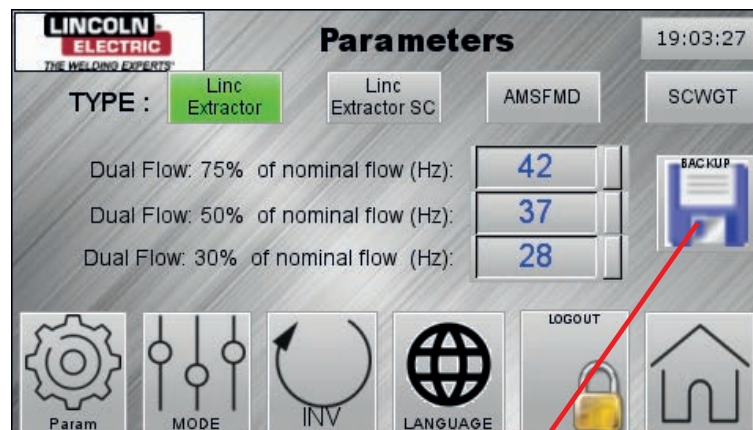 LINCOLN
ELECTRIC
THE WELDING EXPERTS®
Parameters
19:03:27
TYPE :
Linc
Extractor
Linc
Extractor SC
AMSFMD
SCWGT
Dual Flow: 75% of nominal flow (Hz):
42
BACKUP
Dual Flow: 50% of nominal flow (Hz):
37
Dual Flow: 30% of nominal flow (Hz):
28
Param
MODE
INV
LANGUAGE
LOGOUT